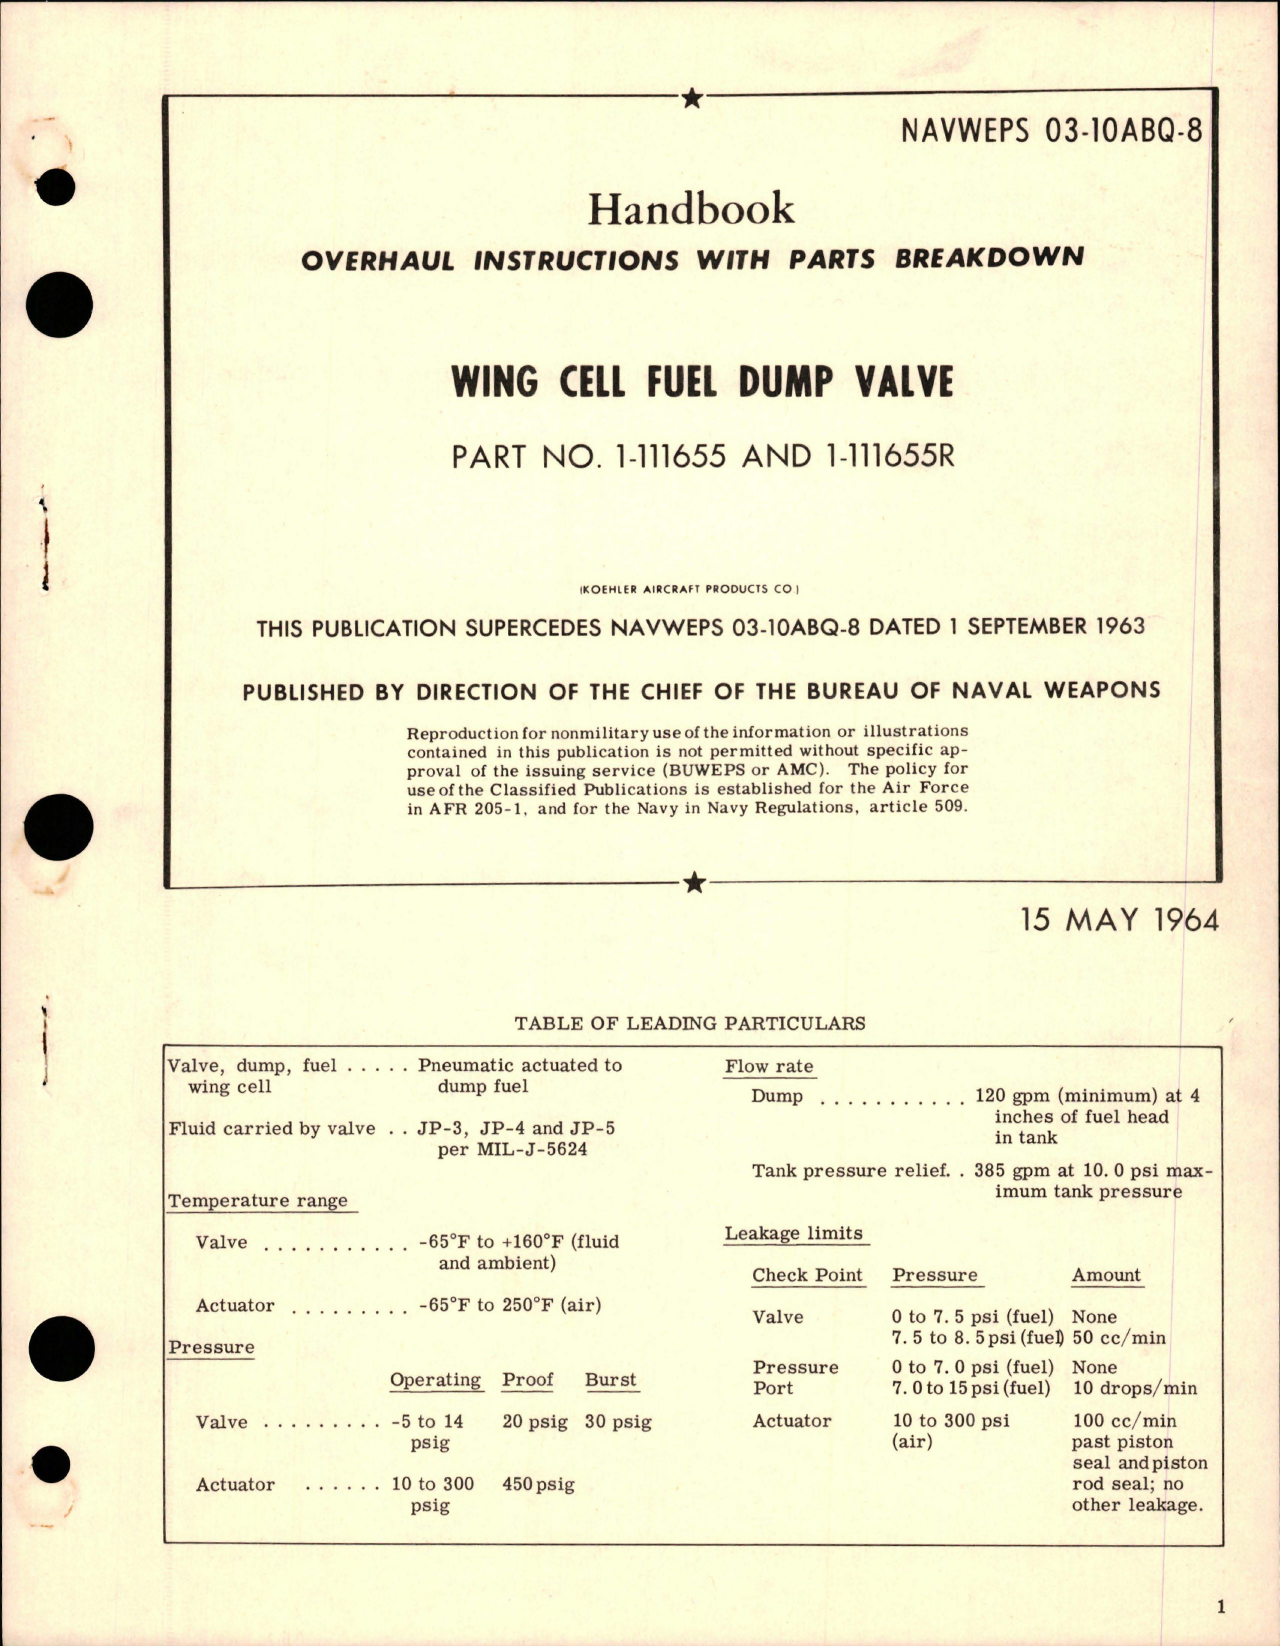 NAVWEPS 03-10ABQ-8
Handbook
OVERHAUL INSTRUCTIONS WITH PARTS BREAKDOWN
WING CELL FUEL DUMP VALVE
PART NO. 1-111655 AND 1-111655R
(KOEHLER AIRCRAFT PRODUCTS CO)
THIS PUBLICATION SUPERCEDES NAVWEPS 03-10ABQ-8 DATED 1 SEPTEMBER 1963
PUBLISHED BY DIRECTION OF THE CHIEF OF THE BUREAU OF NAVAL WEAPONS
Reproduction for nonmilitary use of the information or illustrations
contained in this publication is not permitted without specific ap-
proval of the issuing service (BUWEPS or AMC). The policy for
use of the Classified Publications is established for the Air Force
in AFR 205-1, and for the Navy in Navy Regulations, article 509.
15 MAY 1964
TABLE OF LEADING PARTICULARS
Valve, dump, fuel . . . . . Pneumatic actuated to
wing cell dump fuel
Fluid carried by valve . . JP-3, JP-4 and JP-5
per MIL-J-5624
Temperature range
Valve . . . . . . . . . . . -65°F to +160°F (fluid
and ambient)
Actuator . . . . . . . . . -65°F to 250°F (air)
Pressure
Operating Proof Burst
Valve . . . . . . . . . -5 to 14 20 psig 30 psig
psig
Actuator . . . . . . 10 to 300 450 psig
psig
Flow rate
Dump . . . . . . . . . . . 120 gpm (minimum) at 4
inches of fuel head
in tank
Tank pressure relief. . 385 gpm at 10.0 psi max-
imum tank pressure
Leakage limits
Check Point Pressure Amount
Valve 0 to 7.5 psi (fuel) None
7.5 to 8.5 psi (fuel) 50 cc/min
Pressure 0 to 7.0 psi (fuel) None
Port 7.0 to 15 psi (fuel) 10 drops/min
Actuator 10 to 300 psi 100 cc/min
(air) past piston
seal and piston
rod seal; no
other leakage.
1